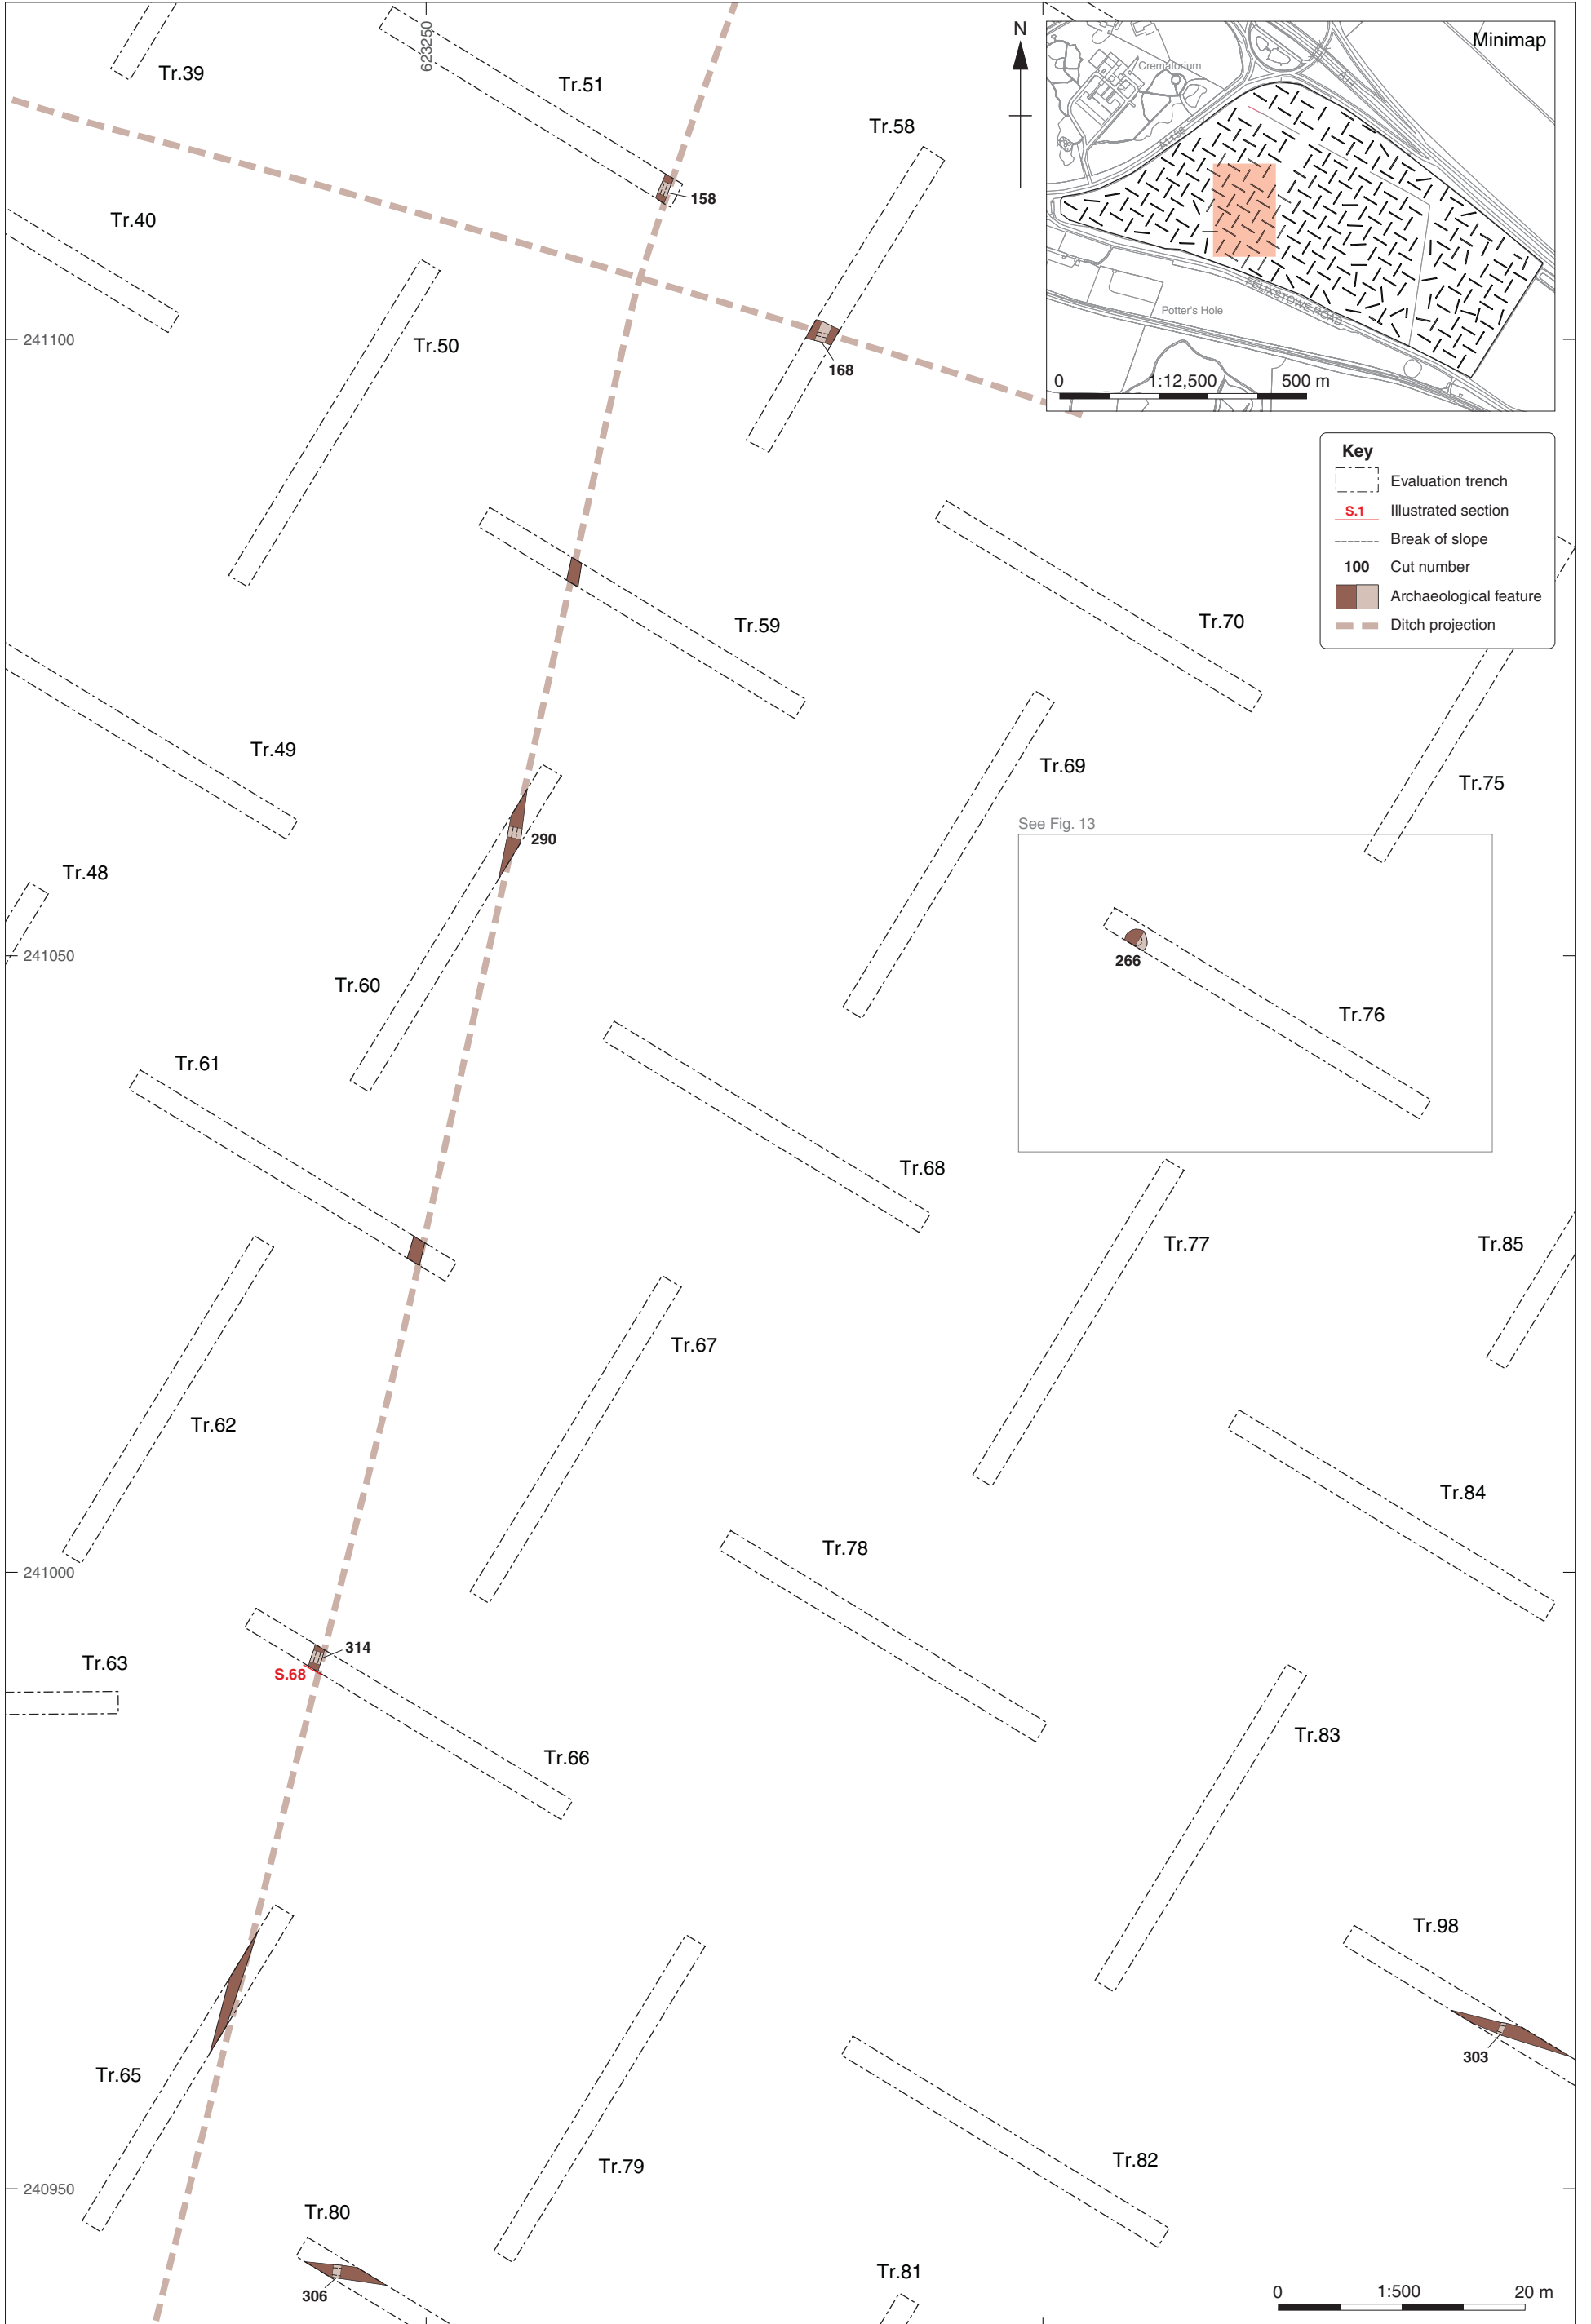 Tr.39
623250
Tr.51
N
Minimap
Crematorium
A14
A1156
Tr.58
158
Tr.40
FELIXSTOWE ROAD
Potter's Hole
241100
Tr.50
168
0 1:12,500 500 m
Key
Evaluation trench
S.1 Illustrated section
Break of slope
100 Cut number
Archaeological feature
Ditch projection
Tr.59
Tr.70
Tr.49
Tr.69
Tr.75
See Fig. 13
290
Tr.48
241050
266
Tr.60
Tr.76
Tr.61
Tr.68
Tr.77
Tr.85
Tr.67
Tr.62
Tr.84
Tr.78
241000
314
Tr.63
S.68
Tr.83
Tr.66
Tr.98
303
Tr.65
Tr.82
Tr.79
240950
Tr.80
Tr.81
306
0 1:500 20 m